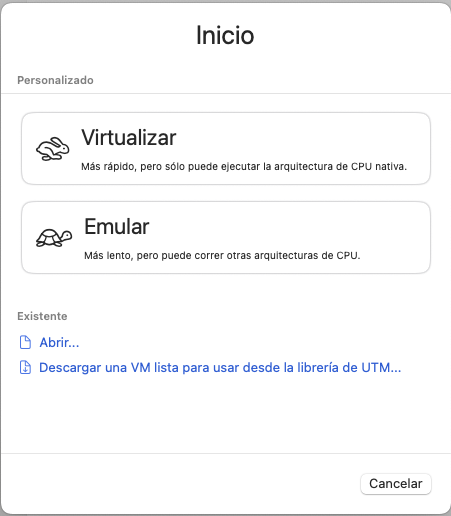 Inicio
Personalizado
Virtualizar
Más rápido, pero sólo puede ejecutar la arquitectura de CPU nativa.
Emular
Más lento, pero puede correr otras arquitecturas de CPU.
Existente
Abrir...
Descargar una VM lista para usar desde la librería de UTM...
Cancelar